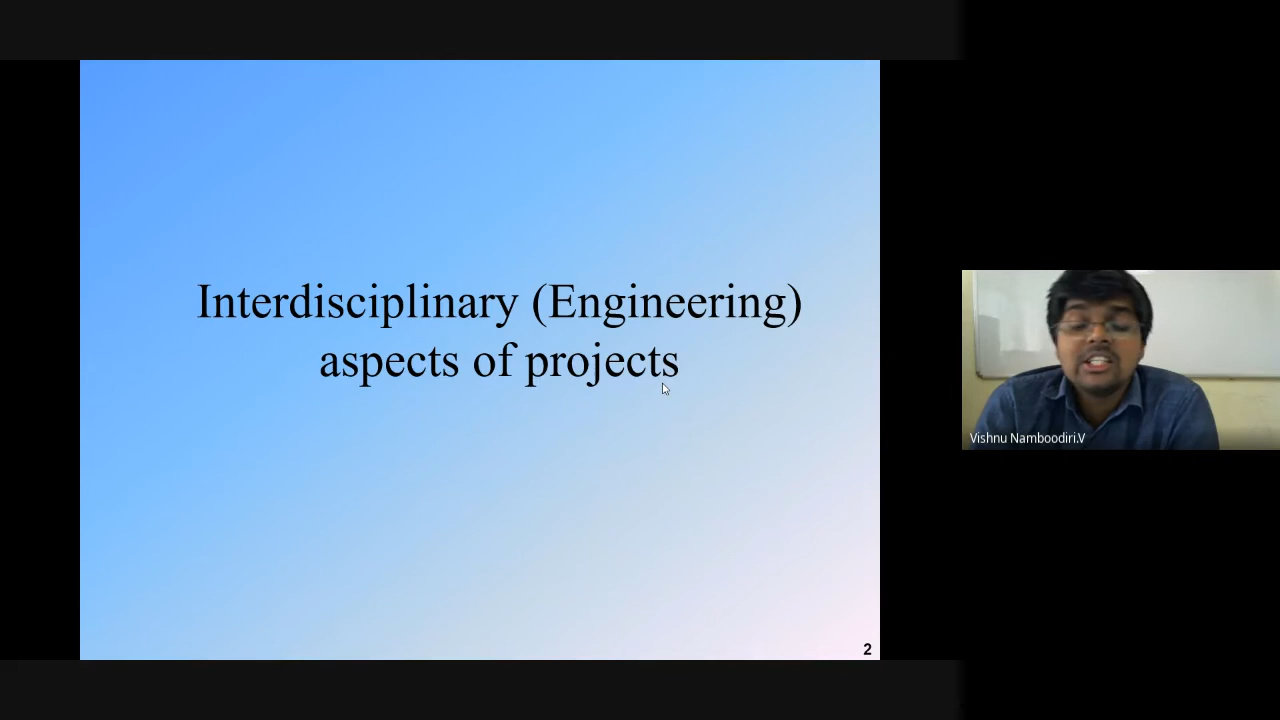 Interdisciplinary (Engineering)
aspects of projects
2
Vishnu Namboodiri.V